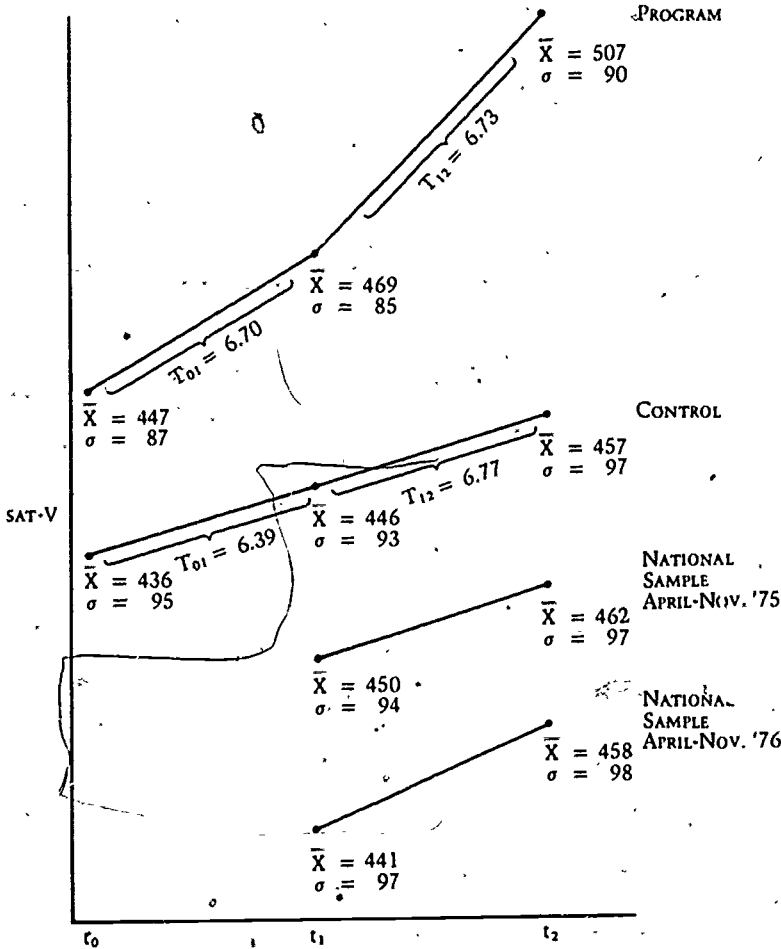 PROGRAM
X̄ = 507
σ = 90
T₁₂ = 6.73
X̄ = 469
σ = 85
T₀₁ = 6.70
X̄ = 447
σ = 87
CONTROL
X̄ = 457
σ = 97
T₁₂ = 6.77
SAT-V
X̄ = 446
σ = 93
T₀₁ = 6.39
X̄ = 436
σ = 95
NATIONAL
SAMPLE
APRIL-NOV. '75
X̄ = 462
σ = 97
X̄ = 450
σ = 94
NATIONAL
SAMPLE
APRIL-NOV. '76
X̄ = 458
σ = 98
X̄ = 441
σ = 97
t₀ t₁ t₂